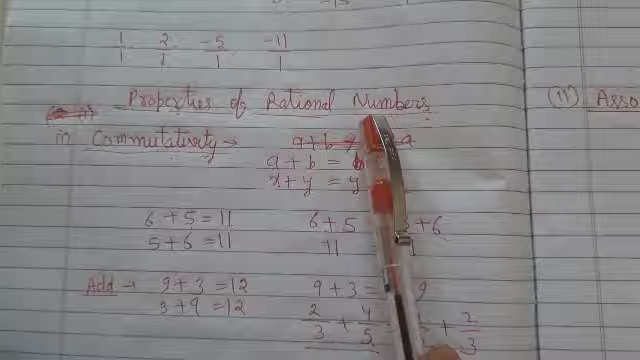 1/1 2/1 -5/1 -11/1
Properties of Rational Numbers
(ii) Asso
(i) Commutativity →
a + b =
x + y = y
6 + 5 = 11
5 + 6 = 11
6 + 5 + 6
11
Add → 9 + 3 = 12
3 + 9 = 12
9 + 3 = 9
2/3 + 4/5 = + 2/3